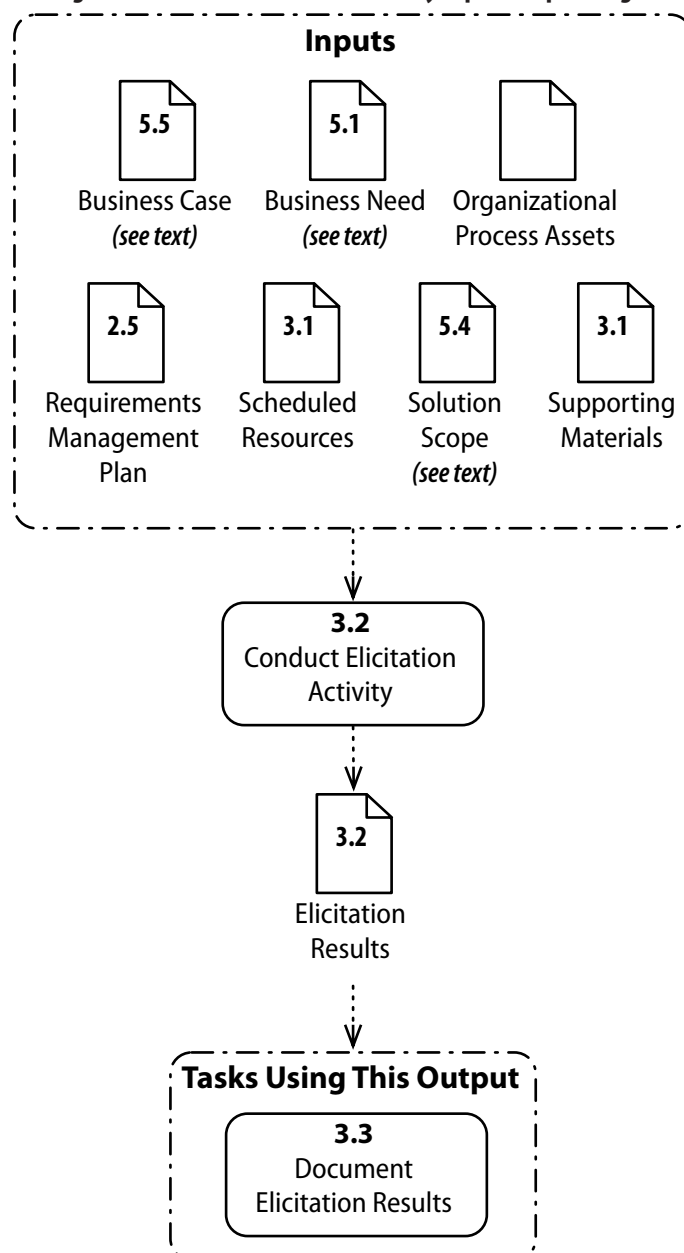 Inputs
5.5
5.1
Business Case
(see text)
Business Need
(see text)
Organizational
Process Assets
2.5
3.1
5.4
3.1
Requirements
Management
Plan
Scheduled
Resources
Solution
Scope
(see text)
Supporting
Materials
3.2
Conduct Elicitation
Activity
3.2
Elicitation
Results
Tasks Using This Output
3.3
Document
Elicitation Results